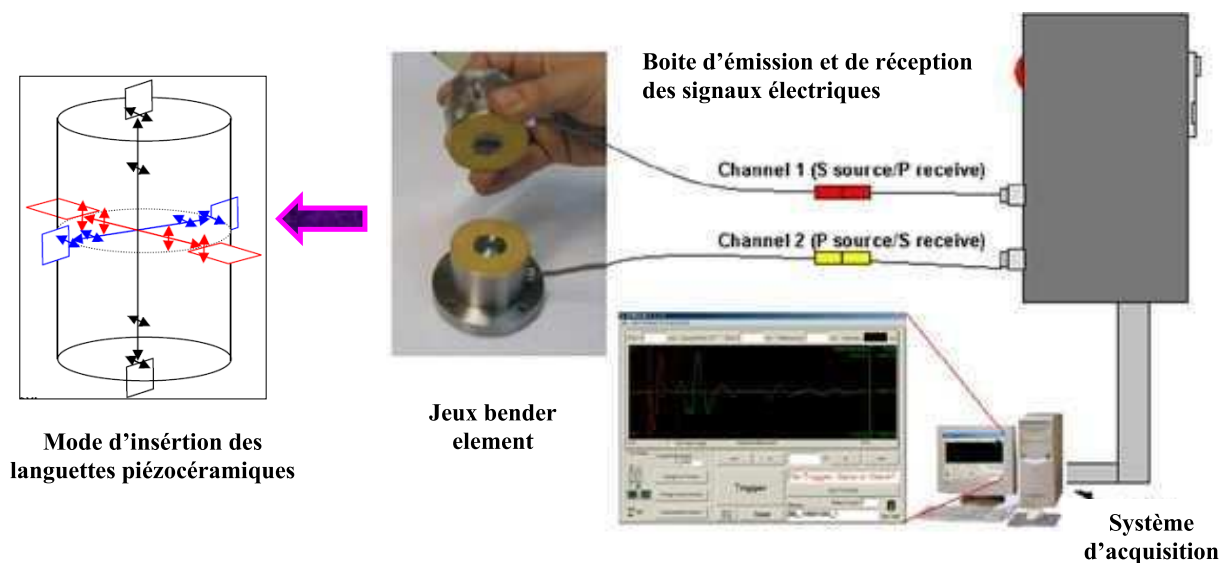 Boite d’émission et de réception
des signaux électriques
Channel 1 (S source/P receive)
Channel 2 (P source/S receive)
Jeux bender
element
Mode d’insértion des
languettes piézocéramiques
Trigger
Système
d’acquisition